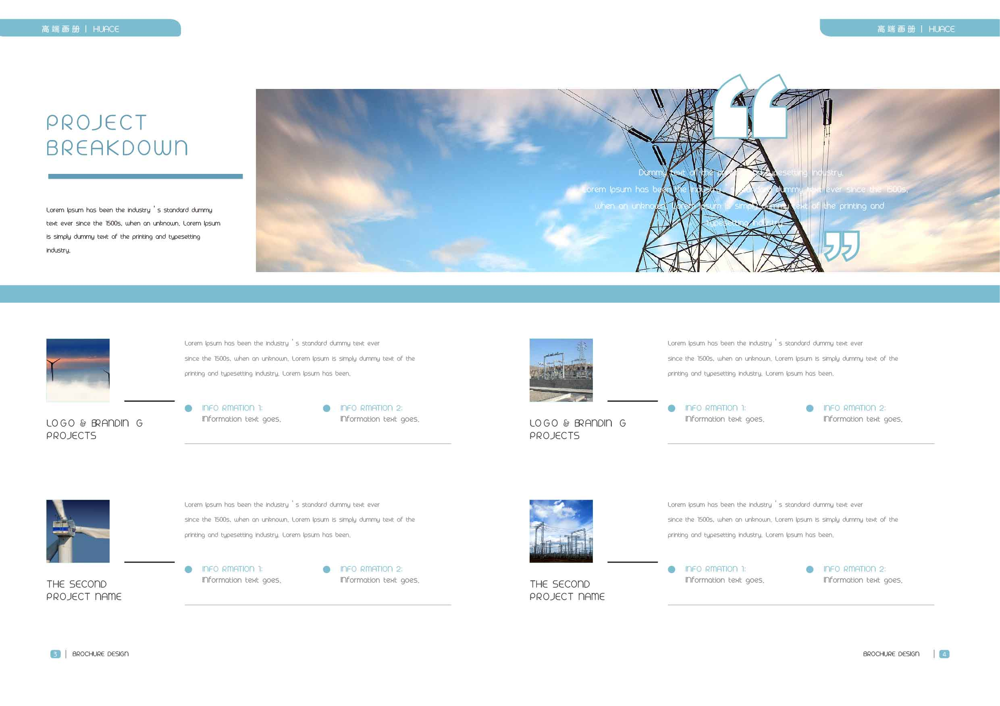 高端画册 | HUACE
高端画册 | HUACE
PROJECT
BREAKDOWN
Lorem Ipsum has been the industry ’ s standard dummy
text ever since the 1500s, when an unknown. Lorem Ipsum
is simply dummy text of the printing and typesetting
industry.
Dummy text of the printing and typesetting industry.
Lorem Ipsum has been the industry ’ s standard dummy text ever since the 1500s,
when an unknown. Lorem Ipsum is simply dummy text of the printing and
typesetting industry.
Lorem Ipsum has been the industry ’ s standard dummy text ever
since the 1500s, when an unknown. Lorem Ipsum is simply dummy text of the
printing and typesetting industry. Lorem Ipsum has been.
INFO RMATION 1:
INformation text goes.
INFO RMATION 2:
INformation text goes.
LOGO & BRANDIN G
PROJECTS
Lorem Ipsum has been the industry ’ s standard dummy text ever
since the 1500s, when an unknown. Lorem Ipsum is simply dummy text of the
printing and typesetting industry. Lorem Ipsum has been.
INFO RMATION 1:
INformation text goes.
INFO RMATION 2:
INformation text goes.
LOGO & BRANDIN G
PROJECTS
Lorem Ipsum has been the industry ’ s standard dummy text ever
since the 1500s, when an unknown. Lorem Ipsum is simply dummy text of the
printing and typesetting industry. Lorem Ipsum has been.
INFO RMATION 1:
INformation text goes.
INFO RMATION 2:
INformation text goes.
THE SECOND
PROJECT NAME
Lorem Ipsum has been the industry ’ s standard dummy text ever
since the 1500s, when an unknown. Lorem Ipsum is simply dummy text of the
printing and typesetting industry. Lorem Ipsum has been.
INFO RMATION 1:
INformation text goes.
INFO RMATION 2:
INformation text goes.
THE SECOND
PROJECT NAME
3 | BROCHURE DESIGN
BROCHURE DESIGN | 4